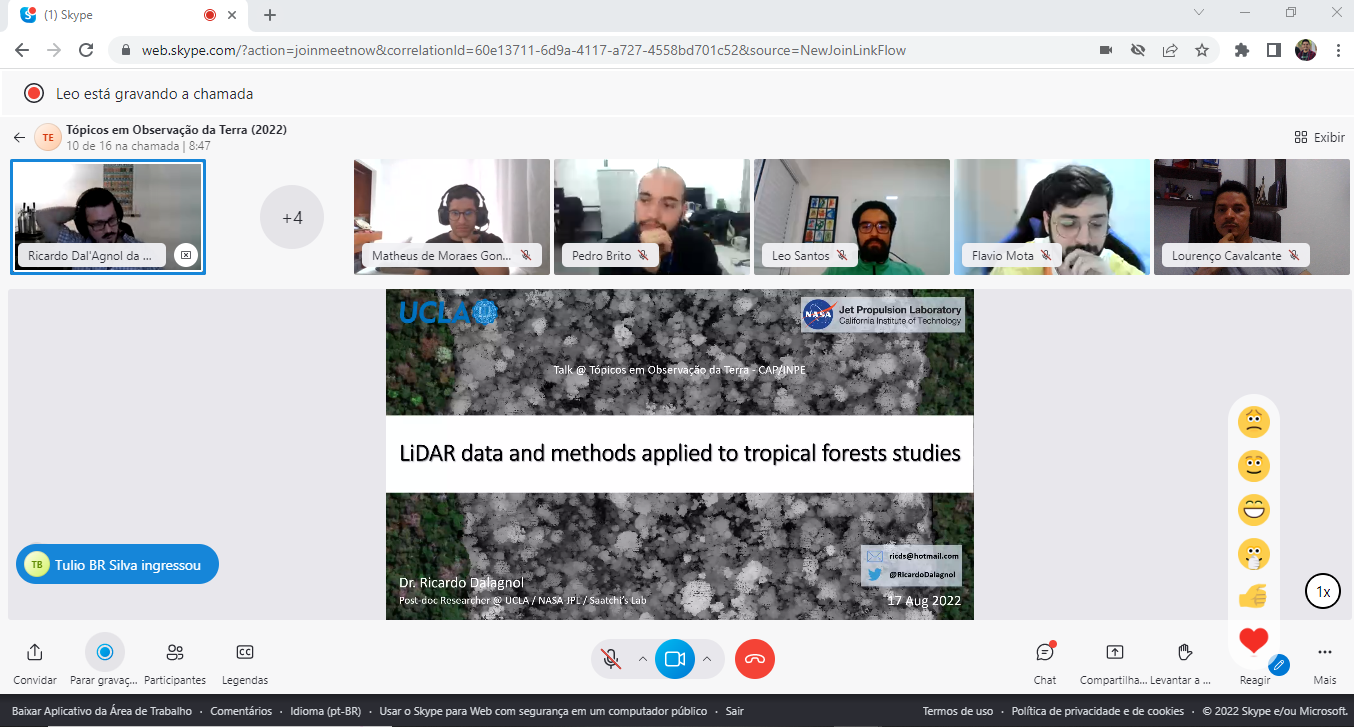 (1) Skype
web.skype.com/?action=joinmeetnow&correlationId=60e13711-6d9a-4117-a727-4558bd701c52&source=NewJoinLinkFlow
Leo está gravando a chamada
TE
Tópicos em Observação da Terra (2022)
10 de 16 na chamada | 8:47
Exibir
Ricardo Dal'Agnol da ...
+4
Matheus de Moraes Gon...
Pedro Brito
Leo Santos
Flavio Mota
Lourenço Cavalcante
UCLA
NASA
Jet Propulsion Laboratory
California Institute of Technology
Talk @ Tópicos em Observação da Terra - CAP/INPE
LiDAR data and methods applied to tropical forests studies
ricds@hotmail.com
@RicardoDalagnol
Dr. Ricardo Dalagnol
Post-doc Researcher @ UCLA / NASA-JPL / Saatchi's Lab
17 Aug 2022
TB
Tulio BR Silva ingressou
1x
Convidar
Parar gravaç...
Participantes
CC
Legendas
Chat
Compartilha...
Levantar a ...
Reagir
Mais
Baixar Aplicativo da Área de Trabalho · Comentários · Idioma (pt-BR) · Usar o Skype para Web com segurança em um computador público · Sair
Termos de uso · Política de privacidade e de cookies · © 2022 Skype e/ou Microsoft.